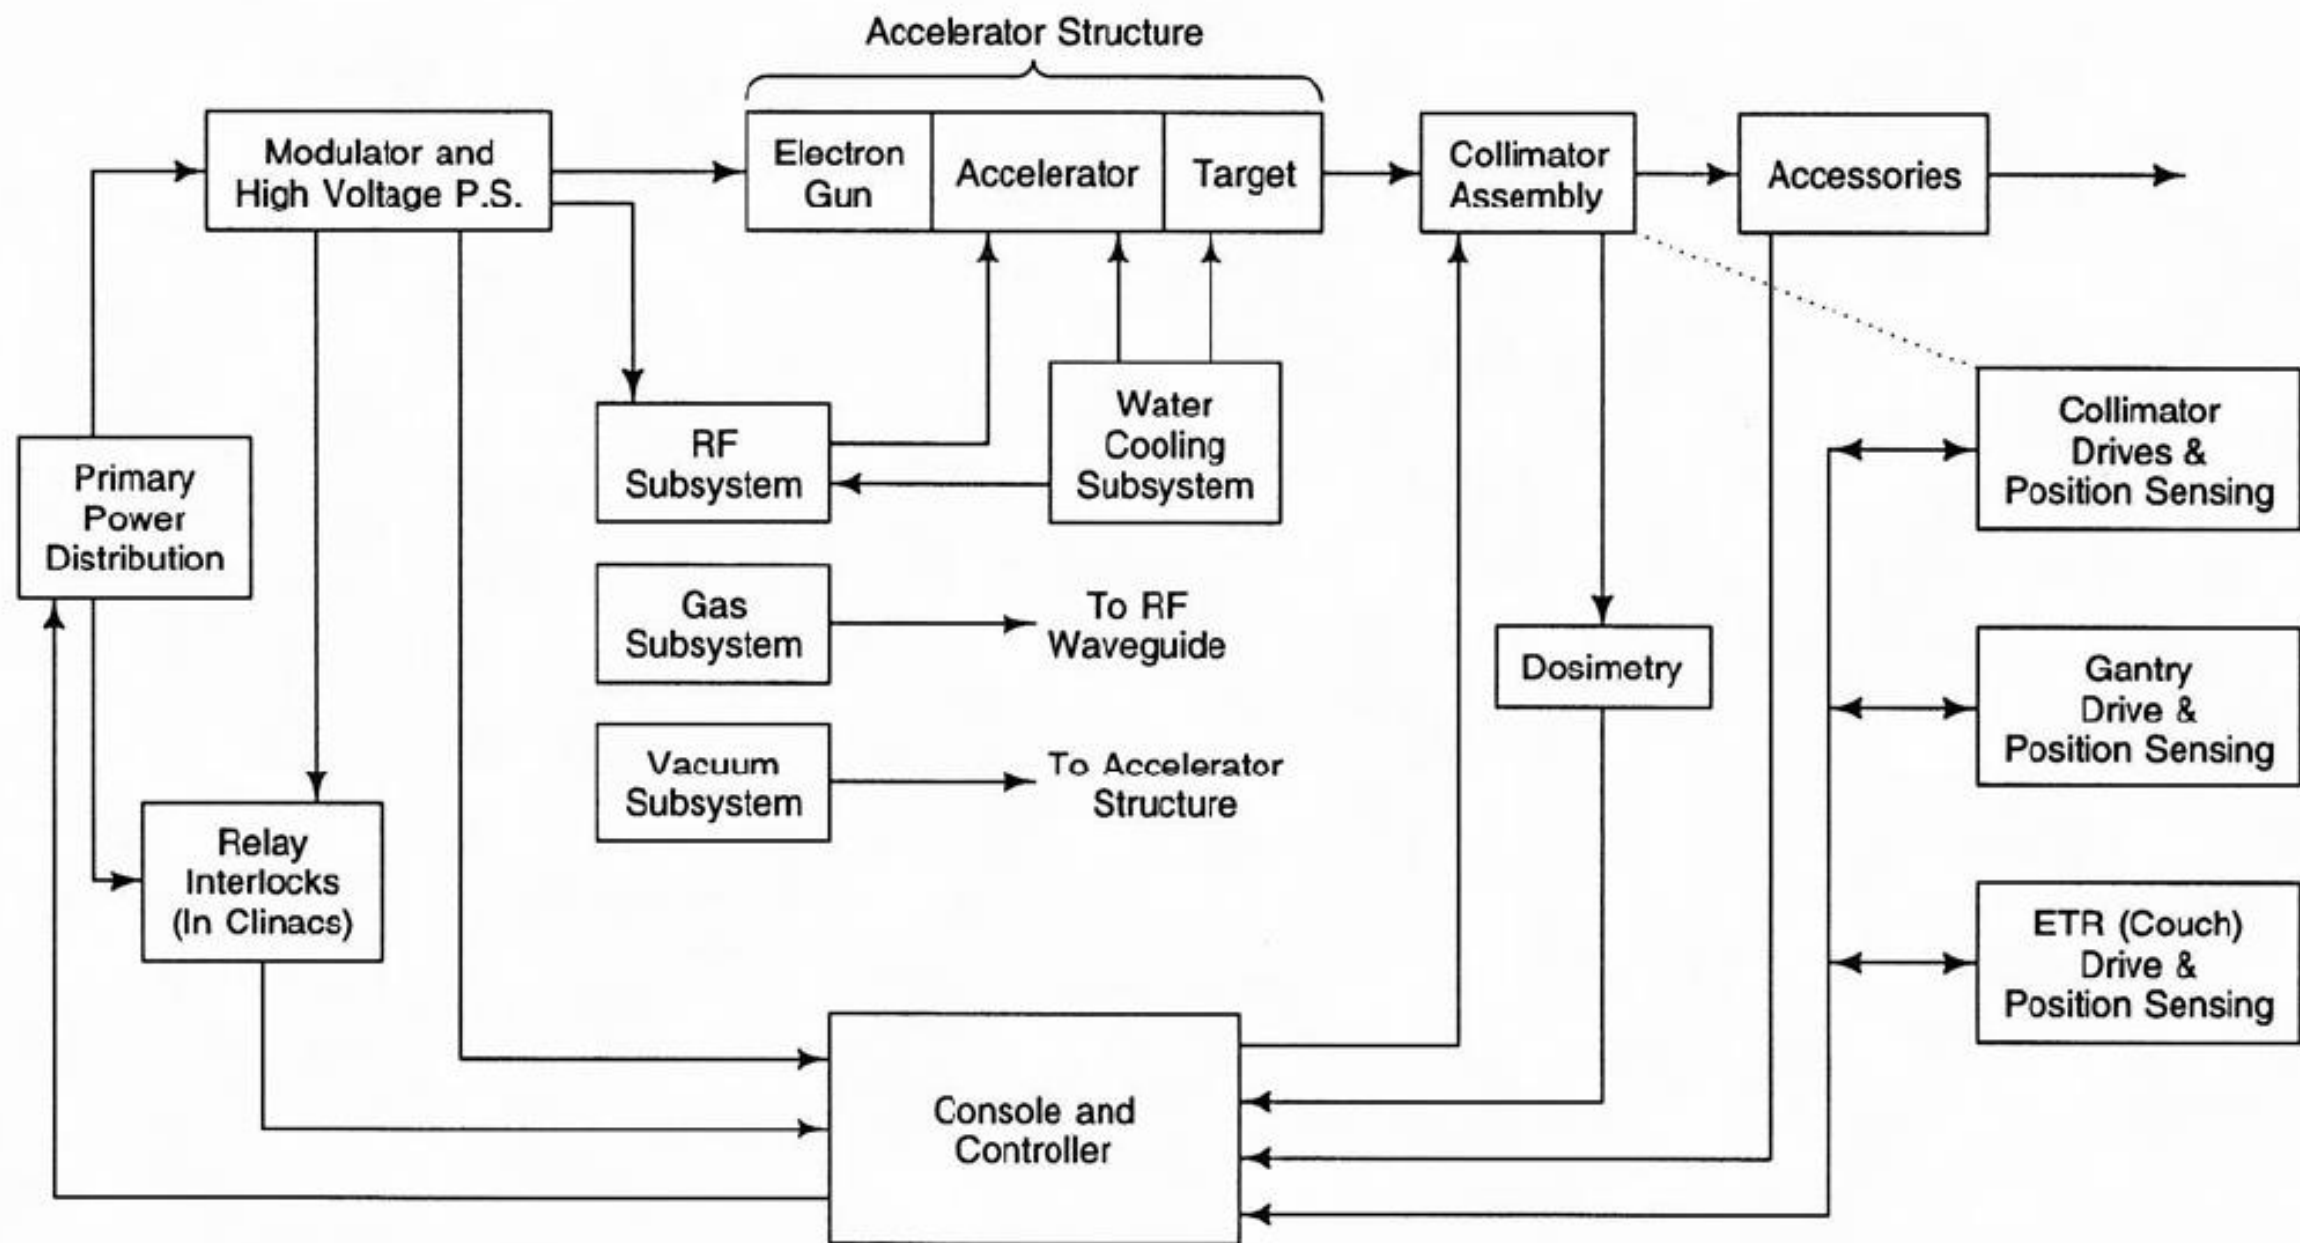 Accelerator Structure
Modulator and
High Voltage P.S.
Electron
Gun
Accelerator
Target
Collimator
Assembly
Accessories
Primary
Power
Distribution
RF
Subsystem
Water
Cooling
Subsystem
Collimator
Drives &
Position Sensing
Gas
Subsystem
To RF
Waveguide
Dosimetry
Gantry
Drive &
Position Sensing
Vacuum
Subsystem
To Accelerator
Structure
Relay
Interlocks
(In Clinacs)
ETR (Couch)
Drive &
Position Sensing
Console and
Controller